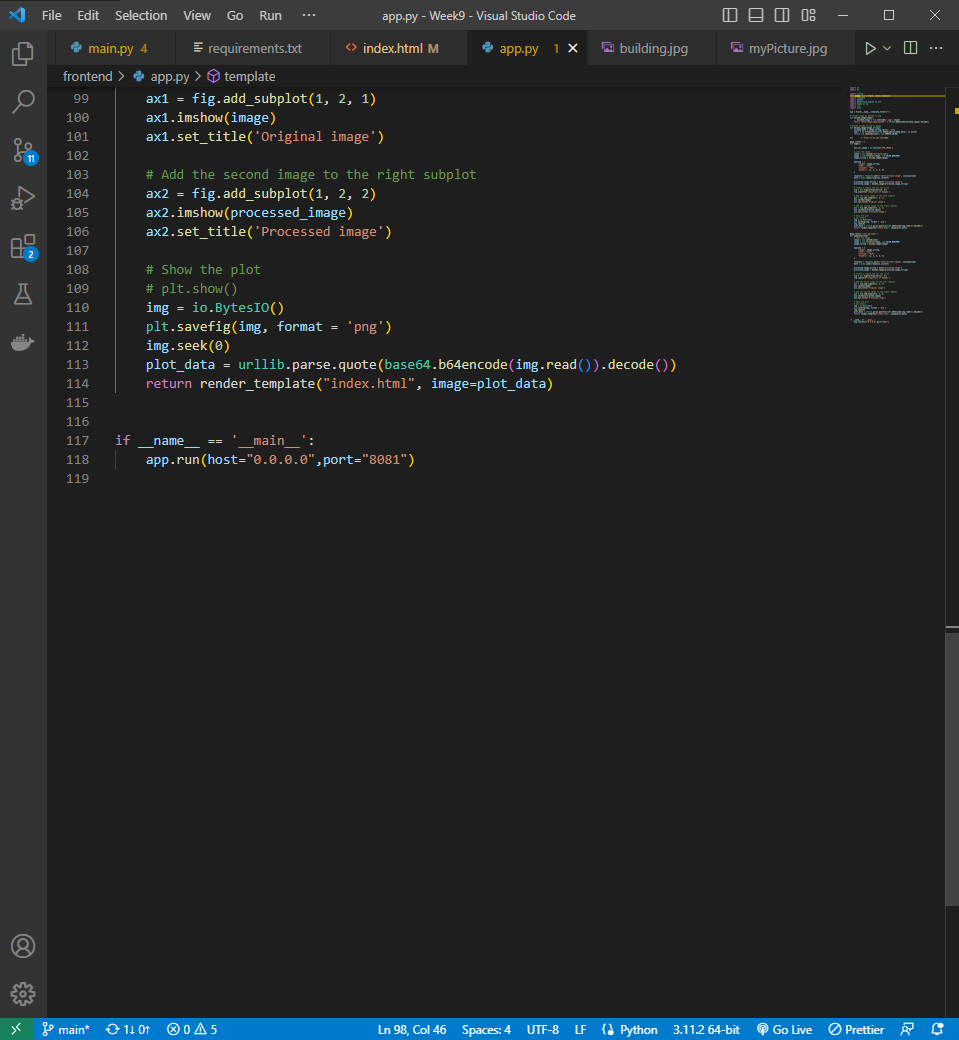 File Edit Selection View Go Run ··· app.py - Week9 - Visual Studio Code
main.py 4 requirements.txt index.html M app.py 1 building.jpg myPicture.jpg
frontend > app.py > template
99 ax1 = fig.add_subplot(1, 2, 1)
100 ax1.imshow(image)
101 ax1.set_title('Original image')
102
103 # Add the second image to the right subplot
104 ax2 = fig.add_subplot(1, 2, 2)
105 ax2.imshow(processed_image)
106 ax2.set_title('Processed image')
107
108 # Show the plot
109 # plt.show()
110 img = io.BytesIO()
111 plt.savefig(img, format = 'png')
112 img.seek(0)
113 plot_data = urllib.parse.quote(base64.b64encode(img.read()).decode())
114 return render_template("index.html", image=plot_data)
115
116
117 if __name__ == '__main__':
118 app.run(host="0.0.0.0",port="8081")
119
11
2
main* 1↓ 0↑ 0 5 Ln 98, Col 46 Spaces: 4 UTF-8 LF Python 3.11.2 64-bit Go Live Prettier